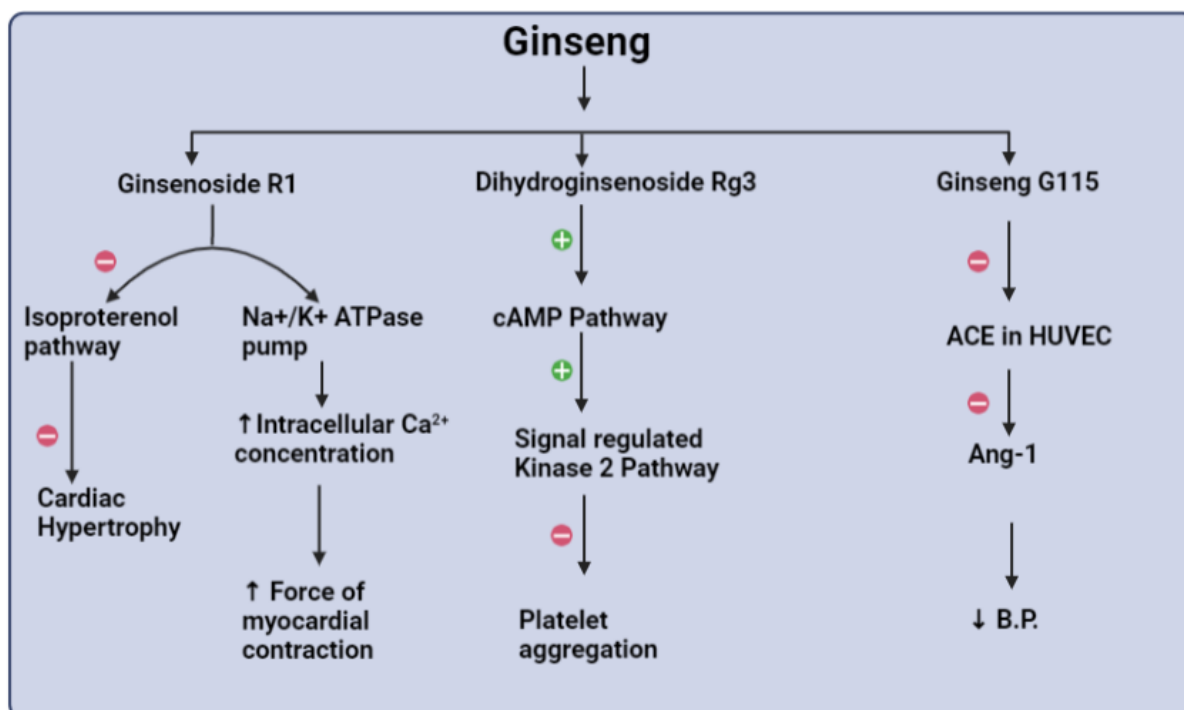 Ginseng
Ginsenoside R1
Dihydroginsenoside Rg3
Ginseng G115
Isoproterenol
pathway
Cardiac
Hypertrophy
Na+/K+ ATPase
pump
↑Intracellular Ca²⁺
concentration
↑ Force of
myocardial
contraction
cAMP Pathway
Signal regulated
Kinase 2 Pathway
Platelet
aggregation
ACE in HUVEC
Ang-1
↓ B.P.